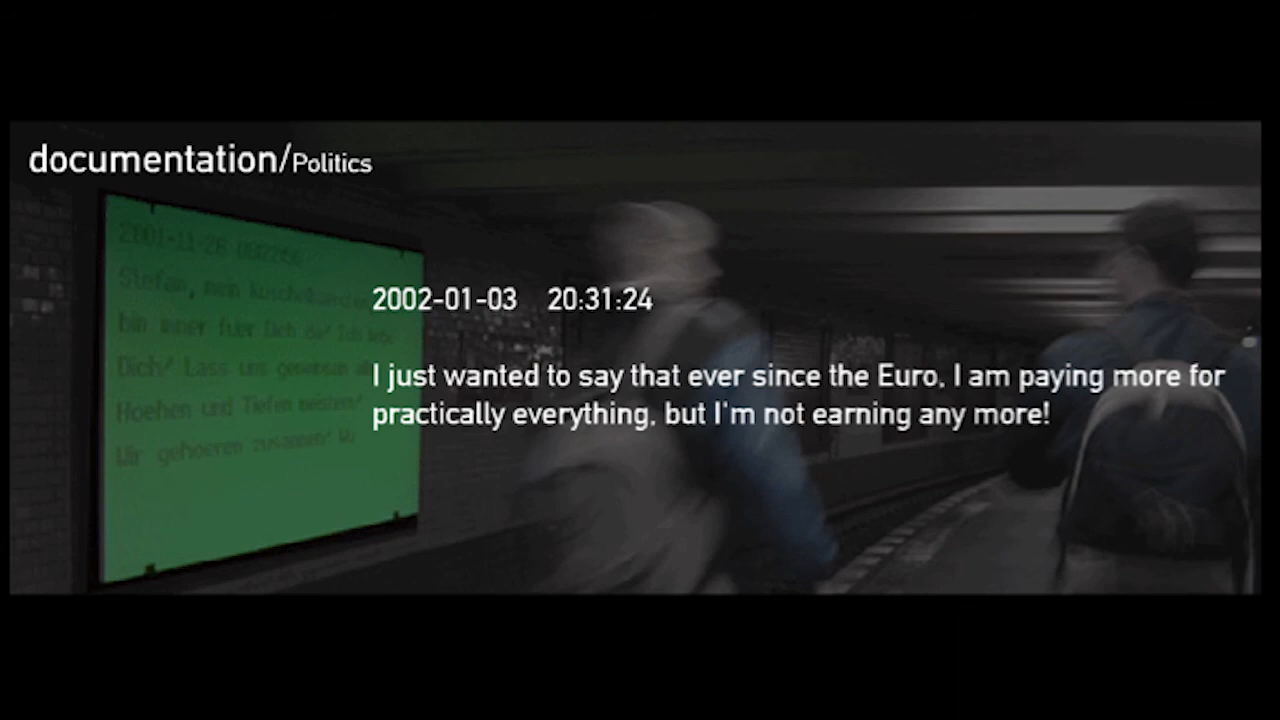 documentation/Politics
2001-11-26
Stefan, mein
bin immer fuer Dich da! Ich liebe
Dich! Lass uns gemeinsam
Hoehen und Tiefen meistern!
Wir gehoeren zusammen!
2002-01-03 20:31:24
I just wanted to say that ever since the Euro, I am paying more for
practically everything, but I'm not earning any more!